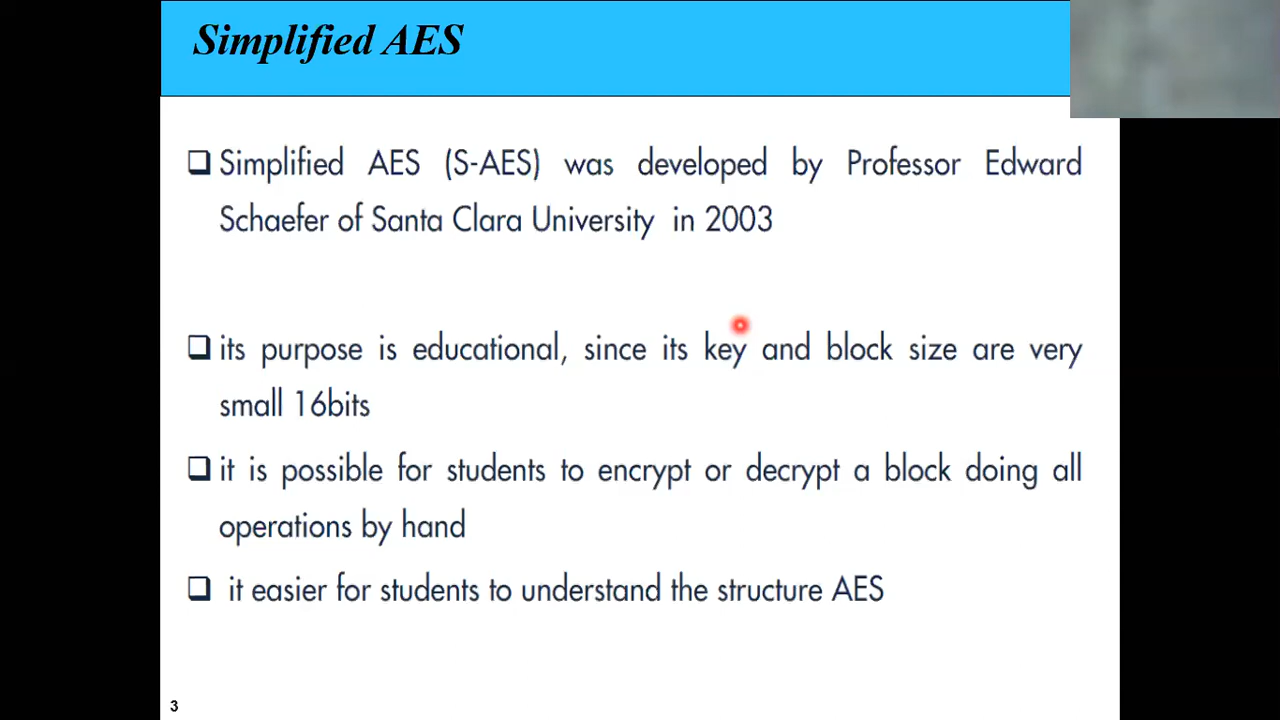 Simplified AES
Simplified AES (S-AES) was developed by Professor Edward
Schaefer of Santa Clara University in 2003
its purpose is educational, since its key and block size are very
small 16bits
it is possible for students to encrypt or decrypt a block doing all
operations by hand
it easier for students to understand the structure AES
3